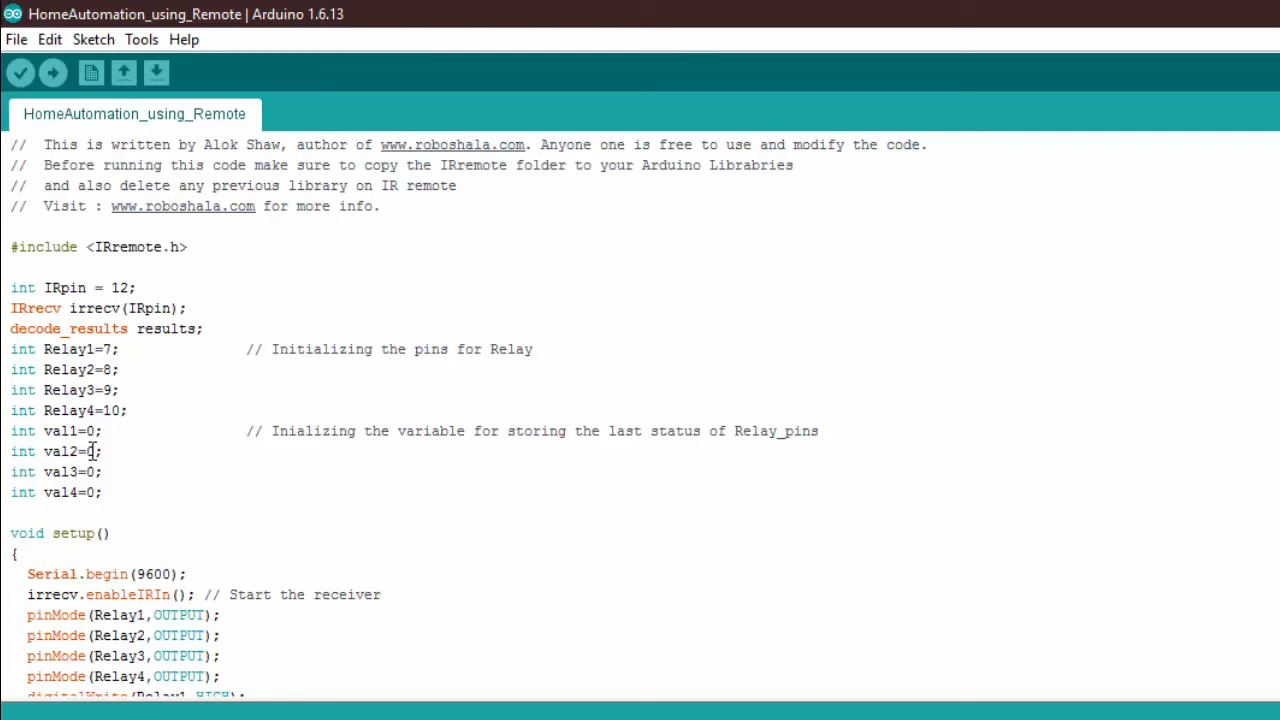 HomeAutomation_using_Remote | Arduino 1.6.13
File Edit Sketch Tools Help
HomeAutomation_using_Remote
// This is written by Alok Shaw, author of www.roboshala.com. Anyone one is free to use and modify the code.
// Before running this code make sure to copy the IRremote folder to your Arduino Librabries
// and also delete any previous library on IR remote
// Visit : www.roboshala.com for more info.
#include <IRremote.h>
int IRpin = 12;
IRrecv irrecv(IRpin);
decode_results results;
int Relay1=7; // Initializing the pins for Relay
int Relay2=8;
int Relay3=9;
int Relay4=10;
int val1=0; // Inializing the variable for storing the last status of Relay_pins
int val2=0;
int val3=0;
int val4=0;
void setup()
{
Serial.begin(9600);
irrecv.enableIRIn(); // Start the receiver
pinMode(Relay1,OUTPUT);
pinMode(Relay2,OUTPUT);
pinMode(Relay3,OUTPUT);
pinMode(Relay4,OUTPUT);
digitalWrite(Relay1,HIGH);